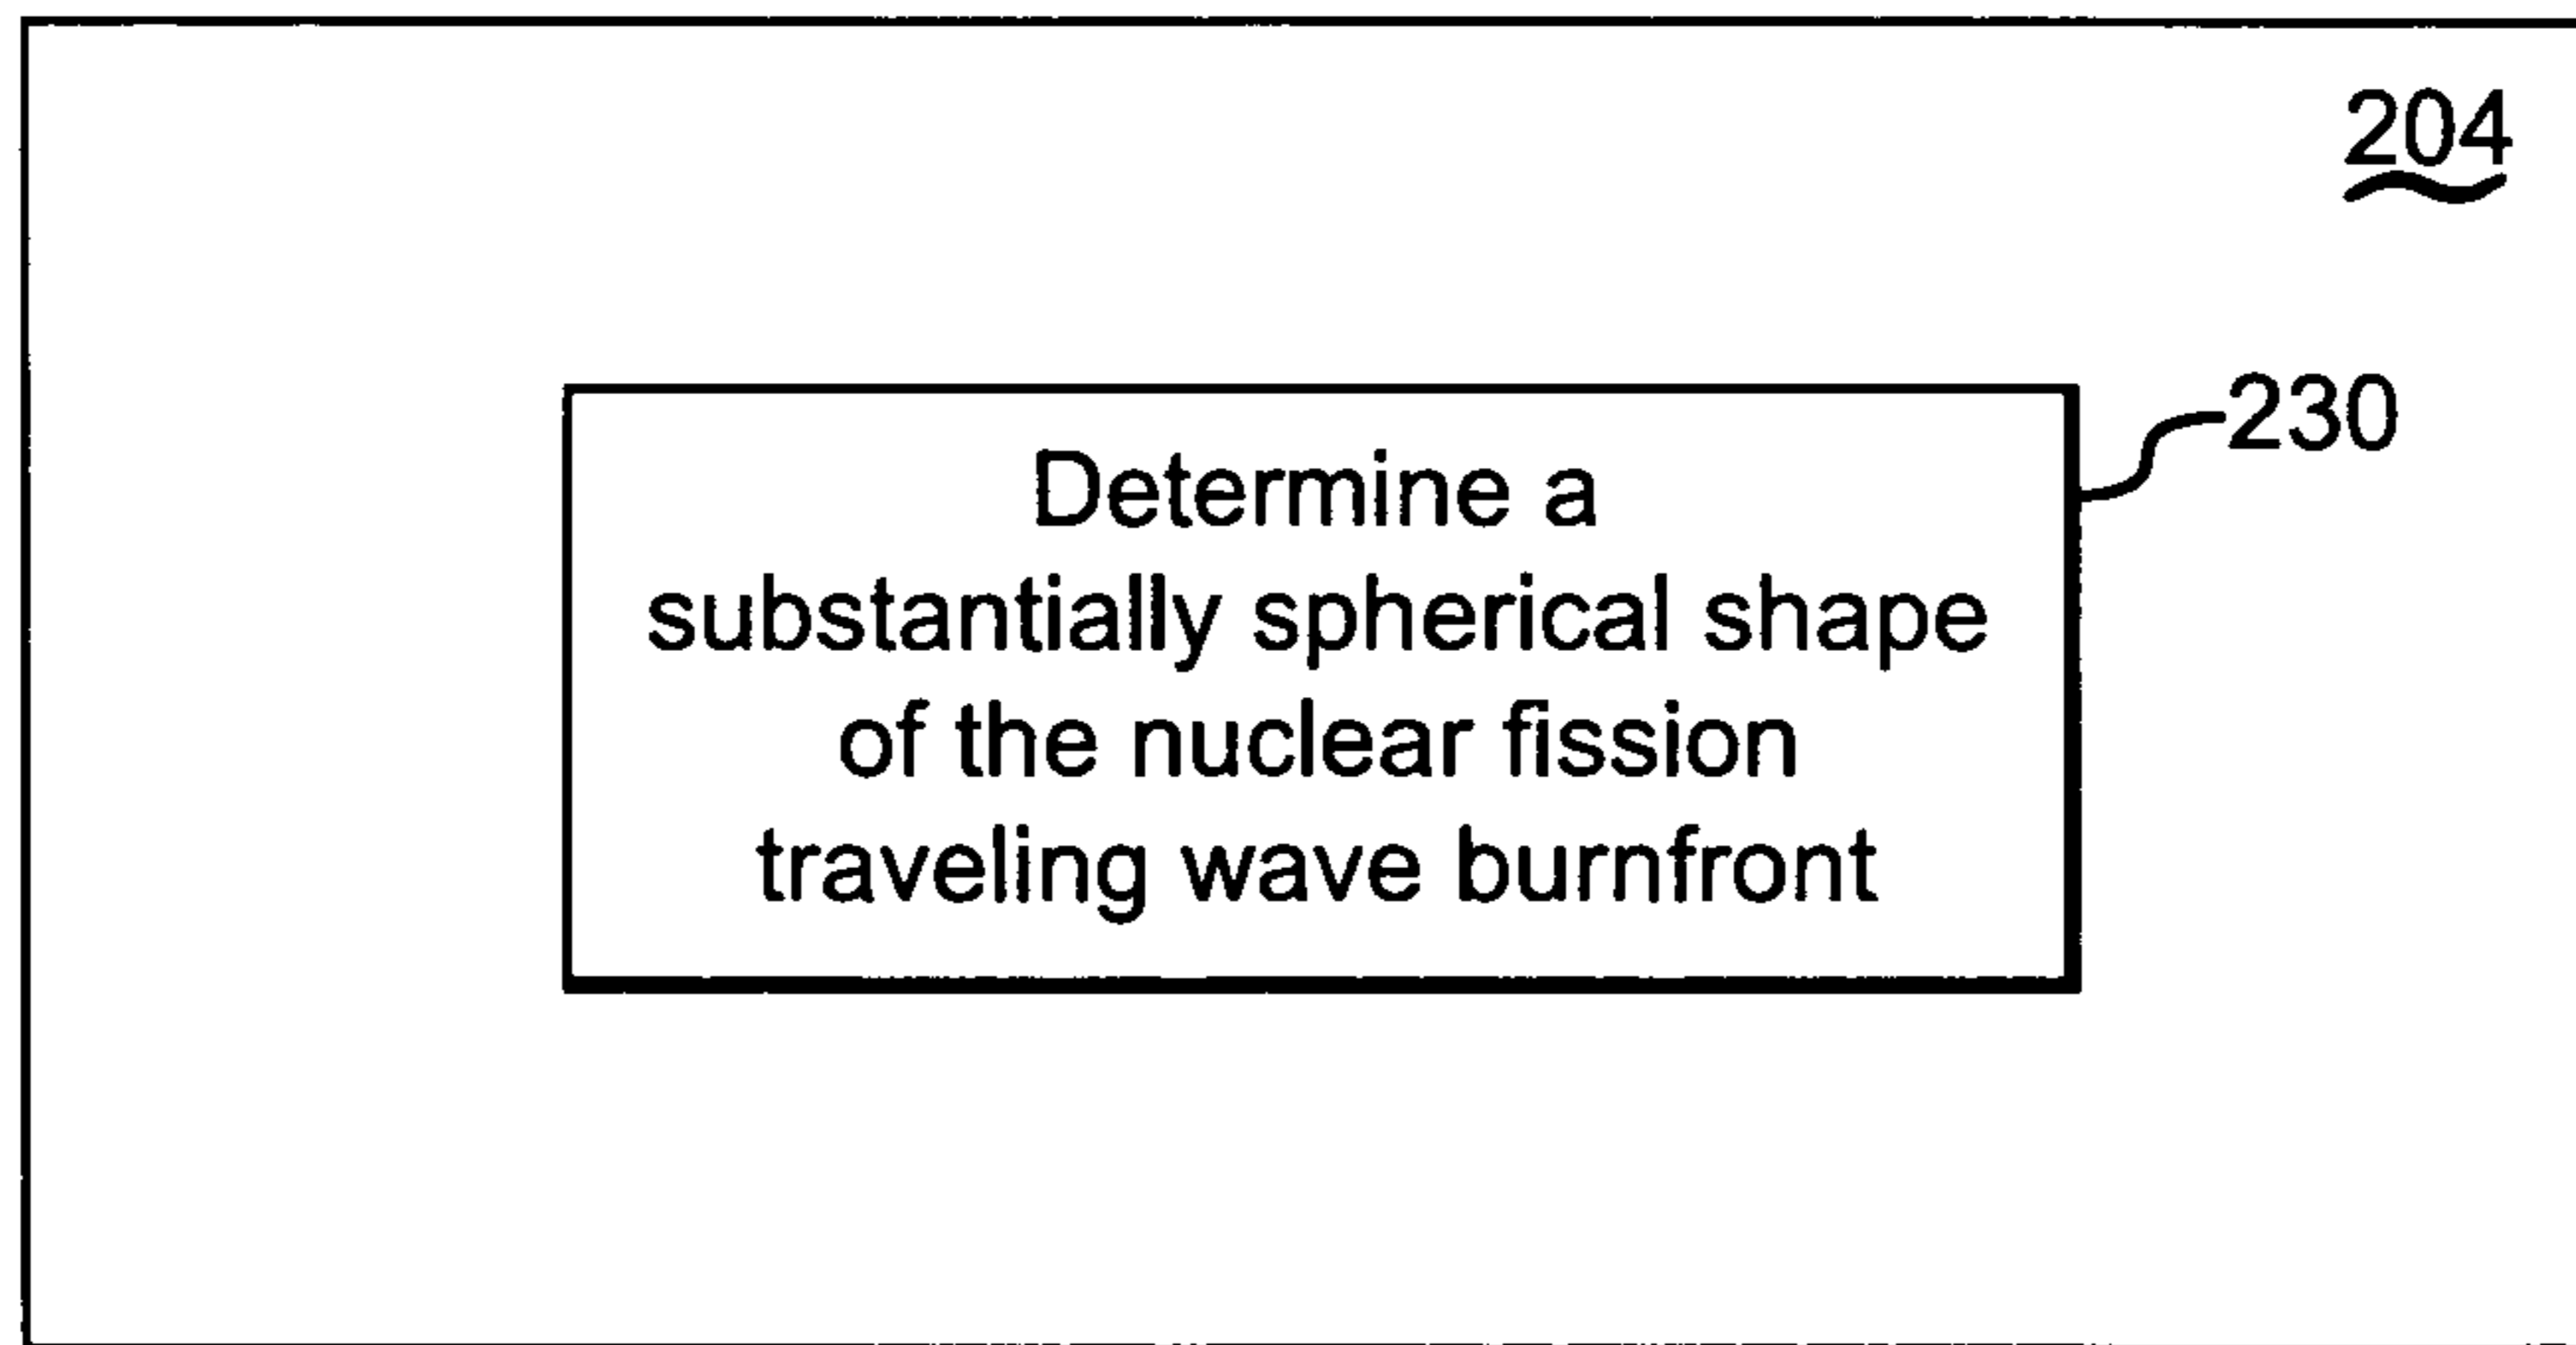 204
230
Determine a
substantially spherical shape
of the nuclear fission
traveling wave burnfront